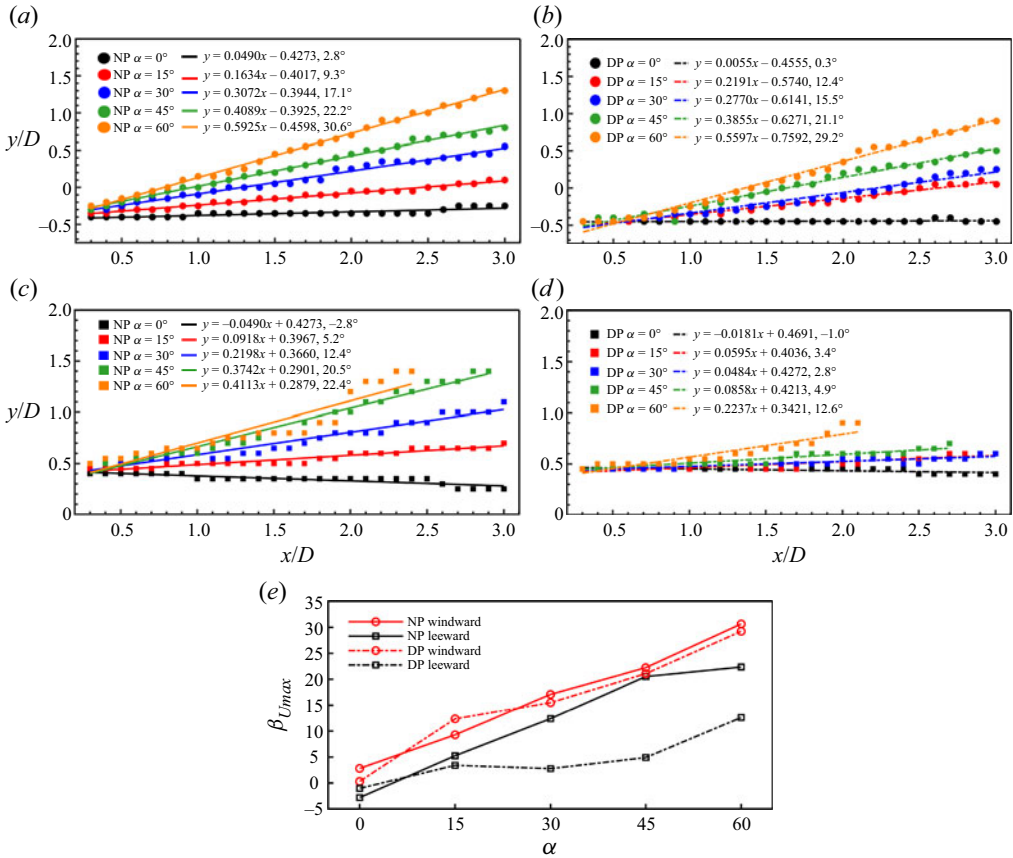 (a)
2.0
1.5
1.0
0.5
0
–0.5
y/D
NP α = 0° y = 0.0490x – 0.4273, 2.8°
NP α = 15° y = 0.1634x – 0.4017, 9.3°
NP α = 30° y = 0.3072x – 0.3944, 17.1°
NP α = 45° y = 0.4089x – 0.3925, 22.2°
NP α = 60° y = 0.5925x – 0.4598, 30.6°
0.5 1.0 1.5 2.0 2.5 3.0
(b)
2.0
1.5
1.0
0.5
0
–0.5
DP α = 0° y = 0.0055x – 0.4555, 0.3°
DP α = 15° y = 0.2191x – 0.5740, 12.4°
DP α = 30° y = 0.2770x – 0.6141, 15.5°
DP α = 45° y = 0.3855x – 0.6271, 21.1°
DP α = 60° y = 0.5597x – 0.7592, 29.2°
0.5 1.0 1.5 2.0 2.5 3.0
(c)
2.0
1.5
1.0
0.5
0
y/D
NP α = 0° y = –0.0490x + 0.4273, –2.8°
NP α = 15° y = 0.0918x + 0.3967, 5.2°
NP α = 30° y = 0.2198x + 0.3660, 12.4°
NP α = 45° y = 0.3742x + 0.2901, 20.5°
NP α = 60° y = 0.4113x + 0.2879, 22.4°
0.5 1.0 1.5 2.0 2.5 3.0
x/D
(d)
2.0
1.5
1.0
0.5
0
DP α = 0° y = –0.0181x + 0.4691, –1.0°
DP α = 15° y = 0.0595x + 0.4036, 3.4°
DP α = 30° y = 0.0484x + 0.4272, 2.8°
DP α = 45° y = 0.0858x + 0.4213, 4.9°
DP α = 60° y = 0.2237x + 0.3421, 12.6°
0.5 1.0 1.5 2.0 2.5 3.0
x/D
(e)
35
30
25
20
15
10
5
0
–5
βUmax
NP windward
NP leeward
DP windward
DP leeward
0 15 30 45 60
α